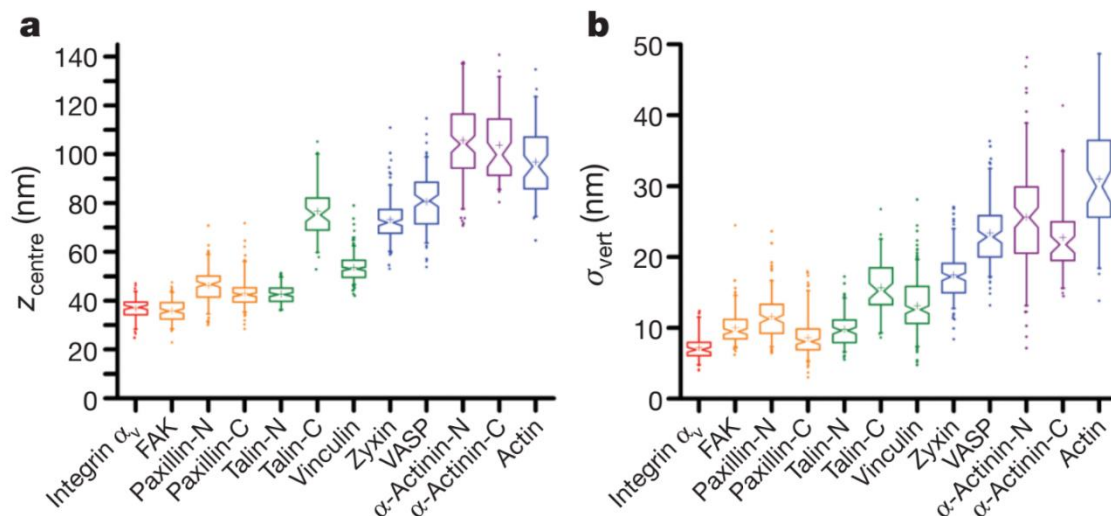 a
z_centre (nm)
140
120
100
80
60
40
20
0
Integrin α_v
FAK
Paxillin-N
Paxillin-C
Talin-N
Talin-C
Vinculin
Zyxin
VASP
α-Actinin-N
α-Actinin-C
Actin
b
σ_vert (nm)
50
40
30
20
10
0
Integrin α_v
FAK
Paxillin-N
Paxillin-C
Talin-N
Talin-C
Vinculin
Zyxin
VASP
α-Actinin-N
α-Actinin-C
Actin